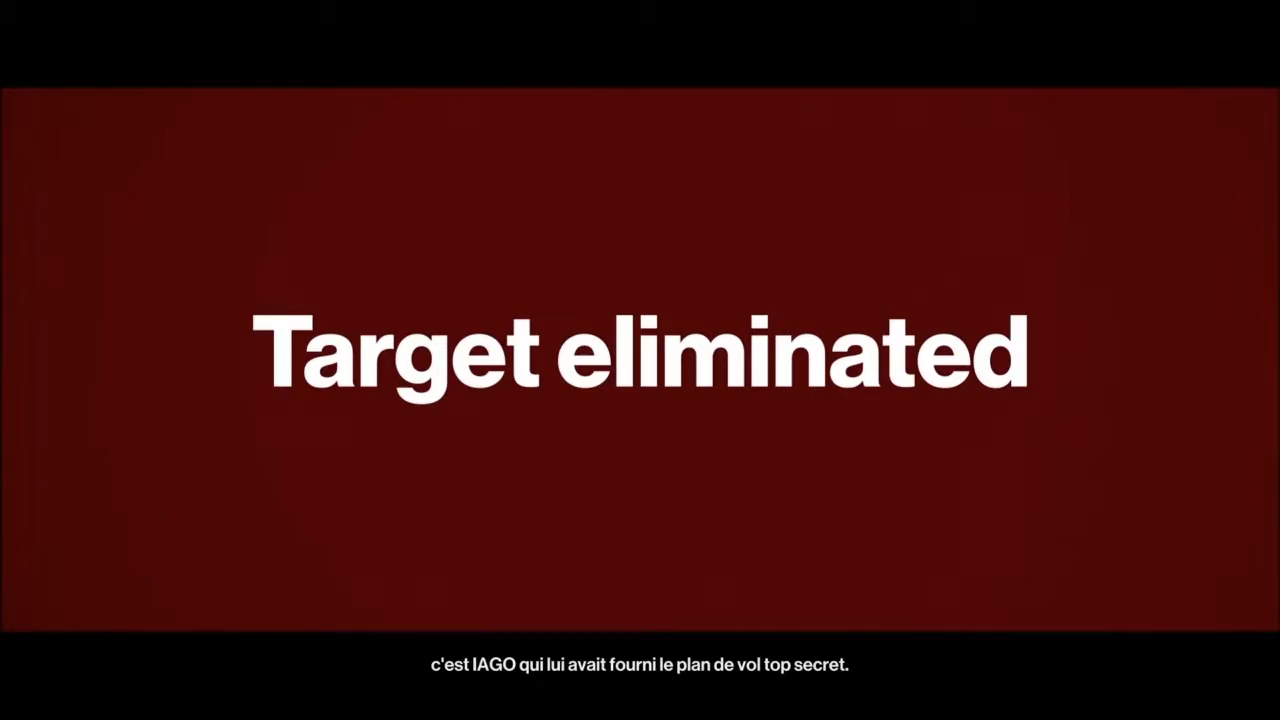 Target eliminated
c'est IAGO qui lui avait fourni le plan de vol top secret.